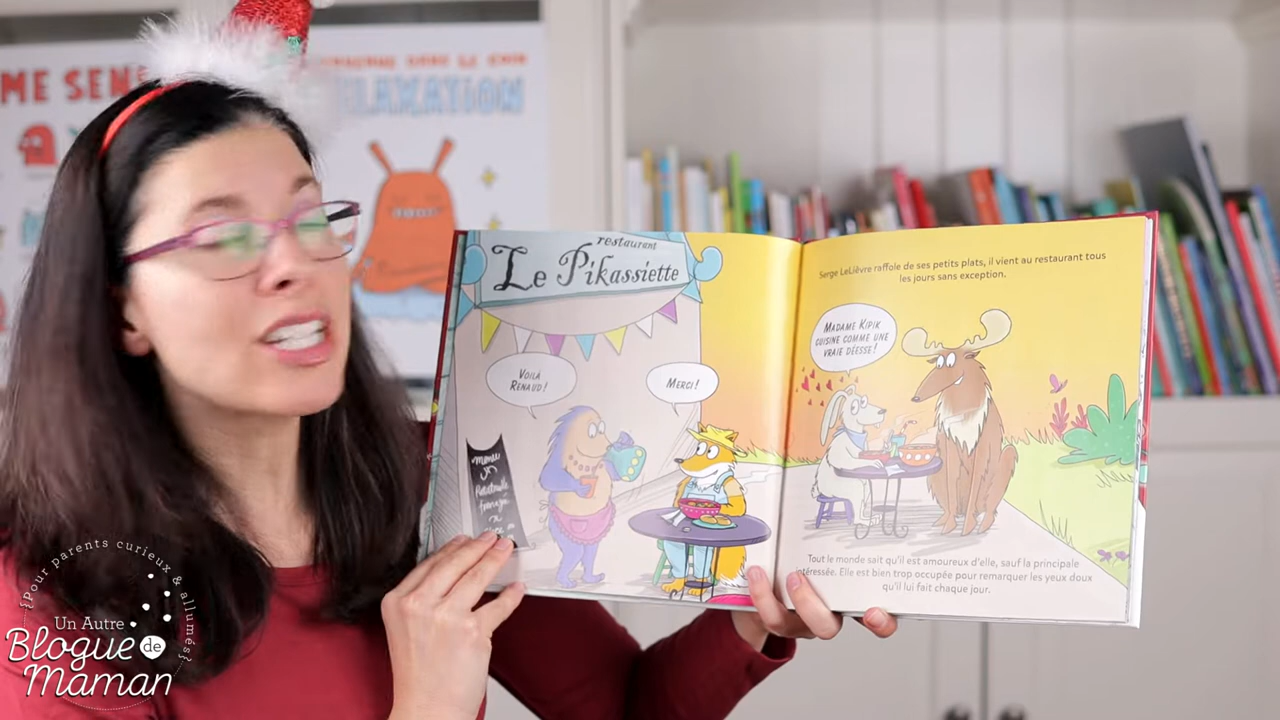 ME SEN
LAXATION
restaurant
Le Pikassiette
Voilà
Renaud !
Merci !
menu
Serge LeLièvre raffole de ses petits plats, il vient au restaurant tous
les jours sans exception.
Madame Kipik
cuisine comme une
vraie déesse !
Tout le monde sait qu'il est amoureux d'elle, sauf la principale
intéressée. Elle est bien trop occupée pour remarquer les yeux doux
qu'il lui fait chaque jour.
{Pour parents curieux & allumés}
Un Autre
Blogue de
Maman